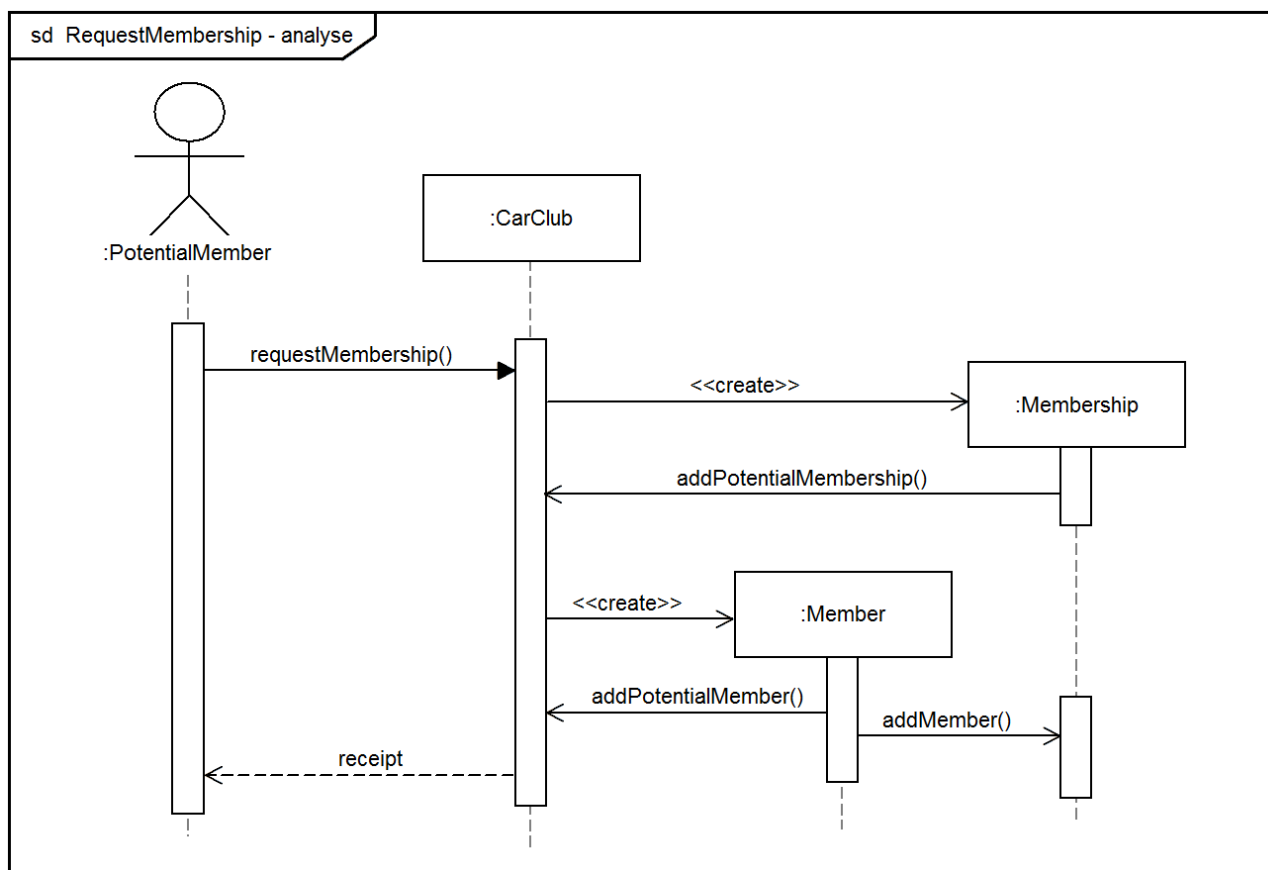 sd RequestMembership - analyse
:PotentialMember
:CarClub
requestMembership()
<<create>>
:Membership
addPotentialMembership()
<<create>>
:Member
addPotentialMember()
addMember()
receipt